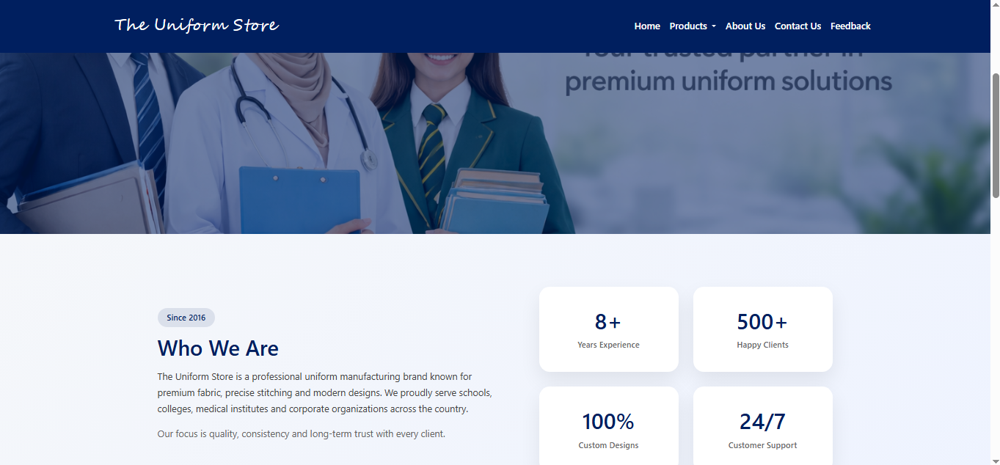 The Uniform Store
Home Products About Us Contact Us Feedback
Your trusted partner in
premium uniform solutions
Since 2016
Who We Are
The Uniform Store is a professional uniform manufacturing brand known for
premium fabric, precise stitching and modern designs. We proudly serve schools,
colleges, medical institutes and corporate organizations across the country.
Our focus is quality, consistency and long-term trust with every client.
8+
Years Experience
500+
Happy Clients
100%
Custom Designs
24/7
Customer Support